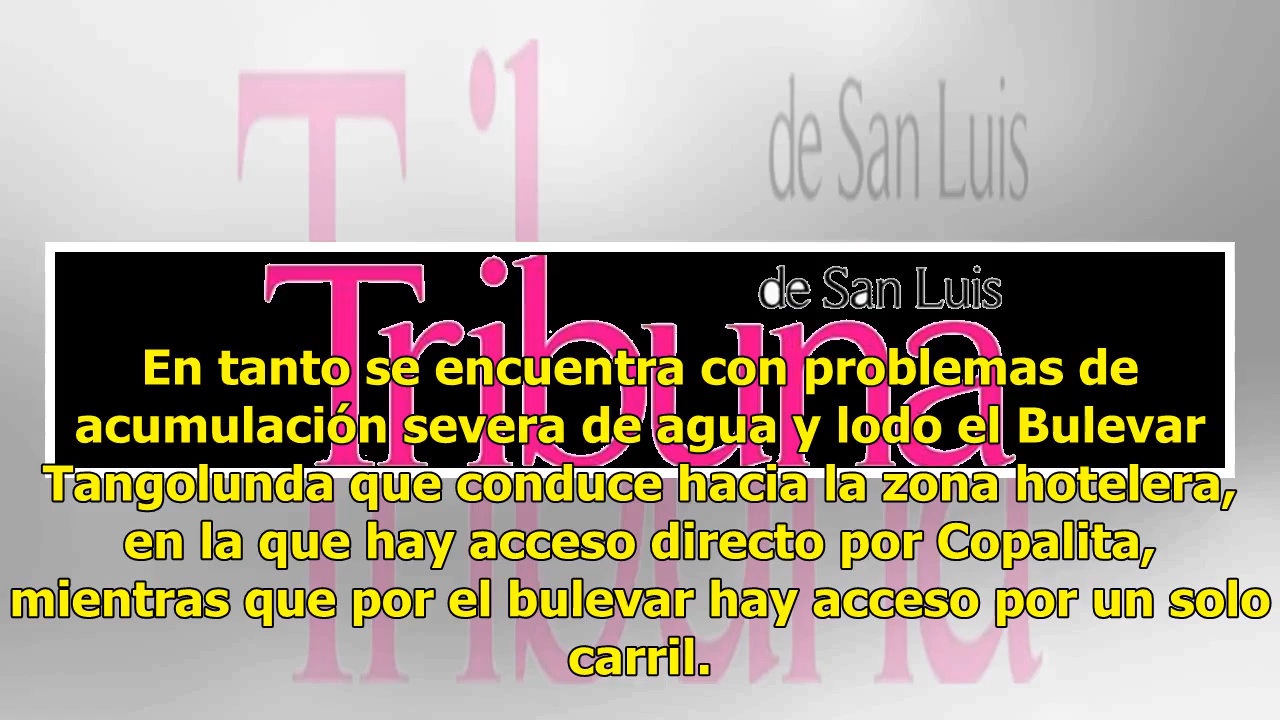 de San Luis
Tribuna
de San Luis
Tribuna
En tanto se encuentra con problemas de
acumulación severa de agua y lodo el Bulevar
Tangolunda que conduce hacia la zona hotelera,
en la que hay acceso directo por Copalita,
mientras que por el bulevar hay acceso por un solo
carril.